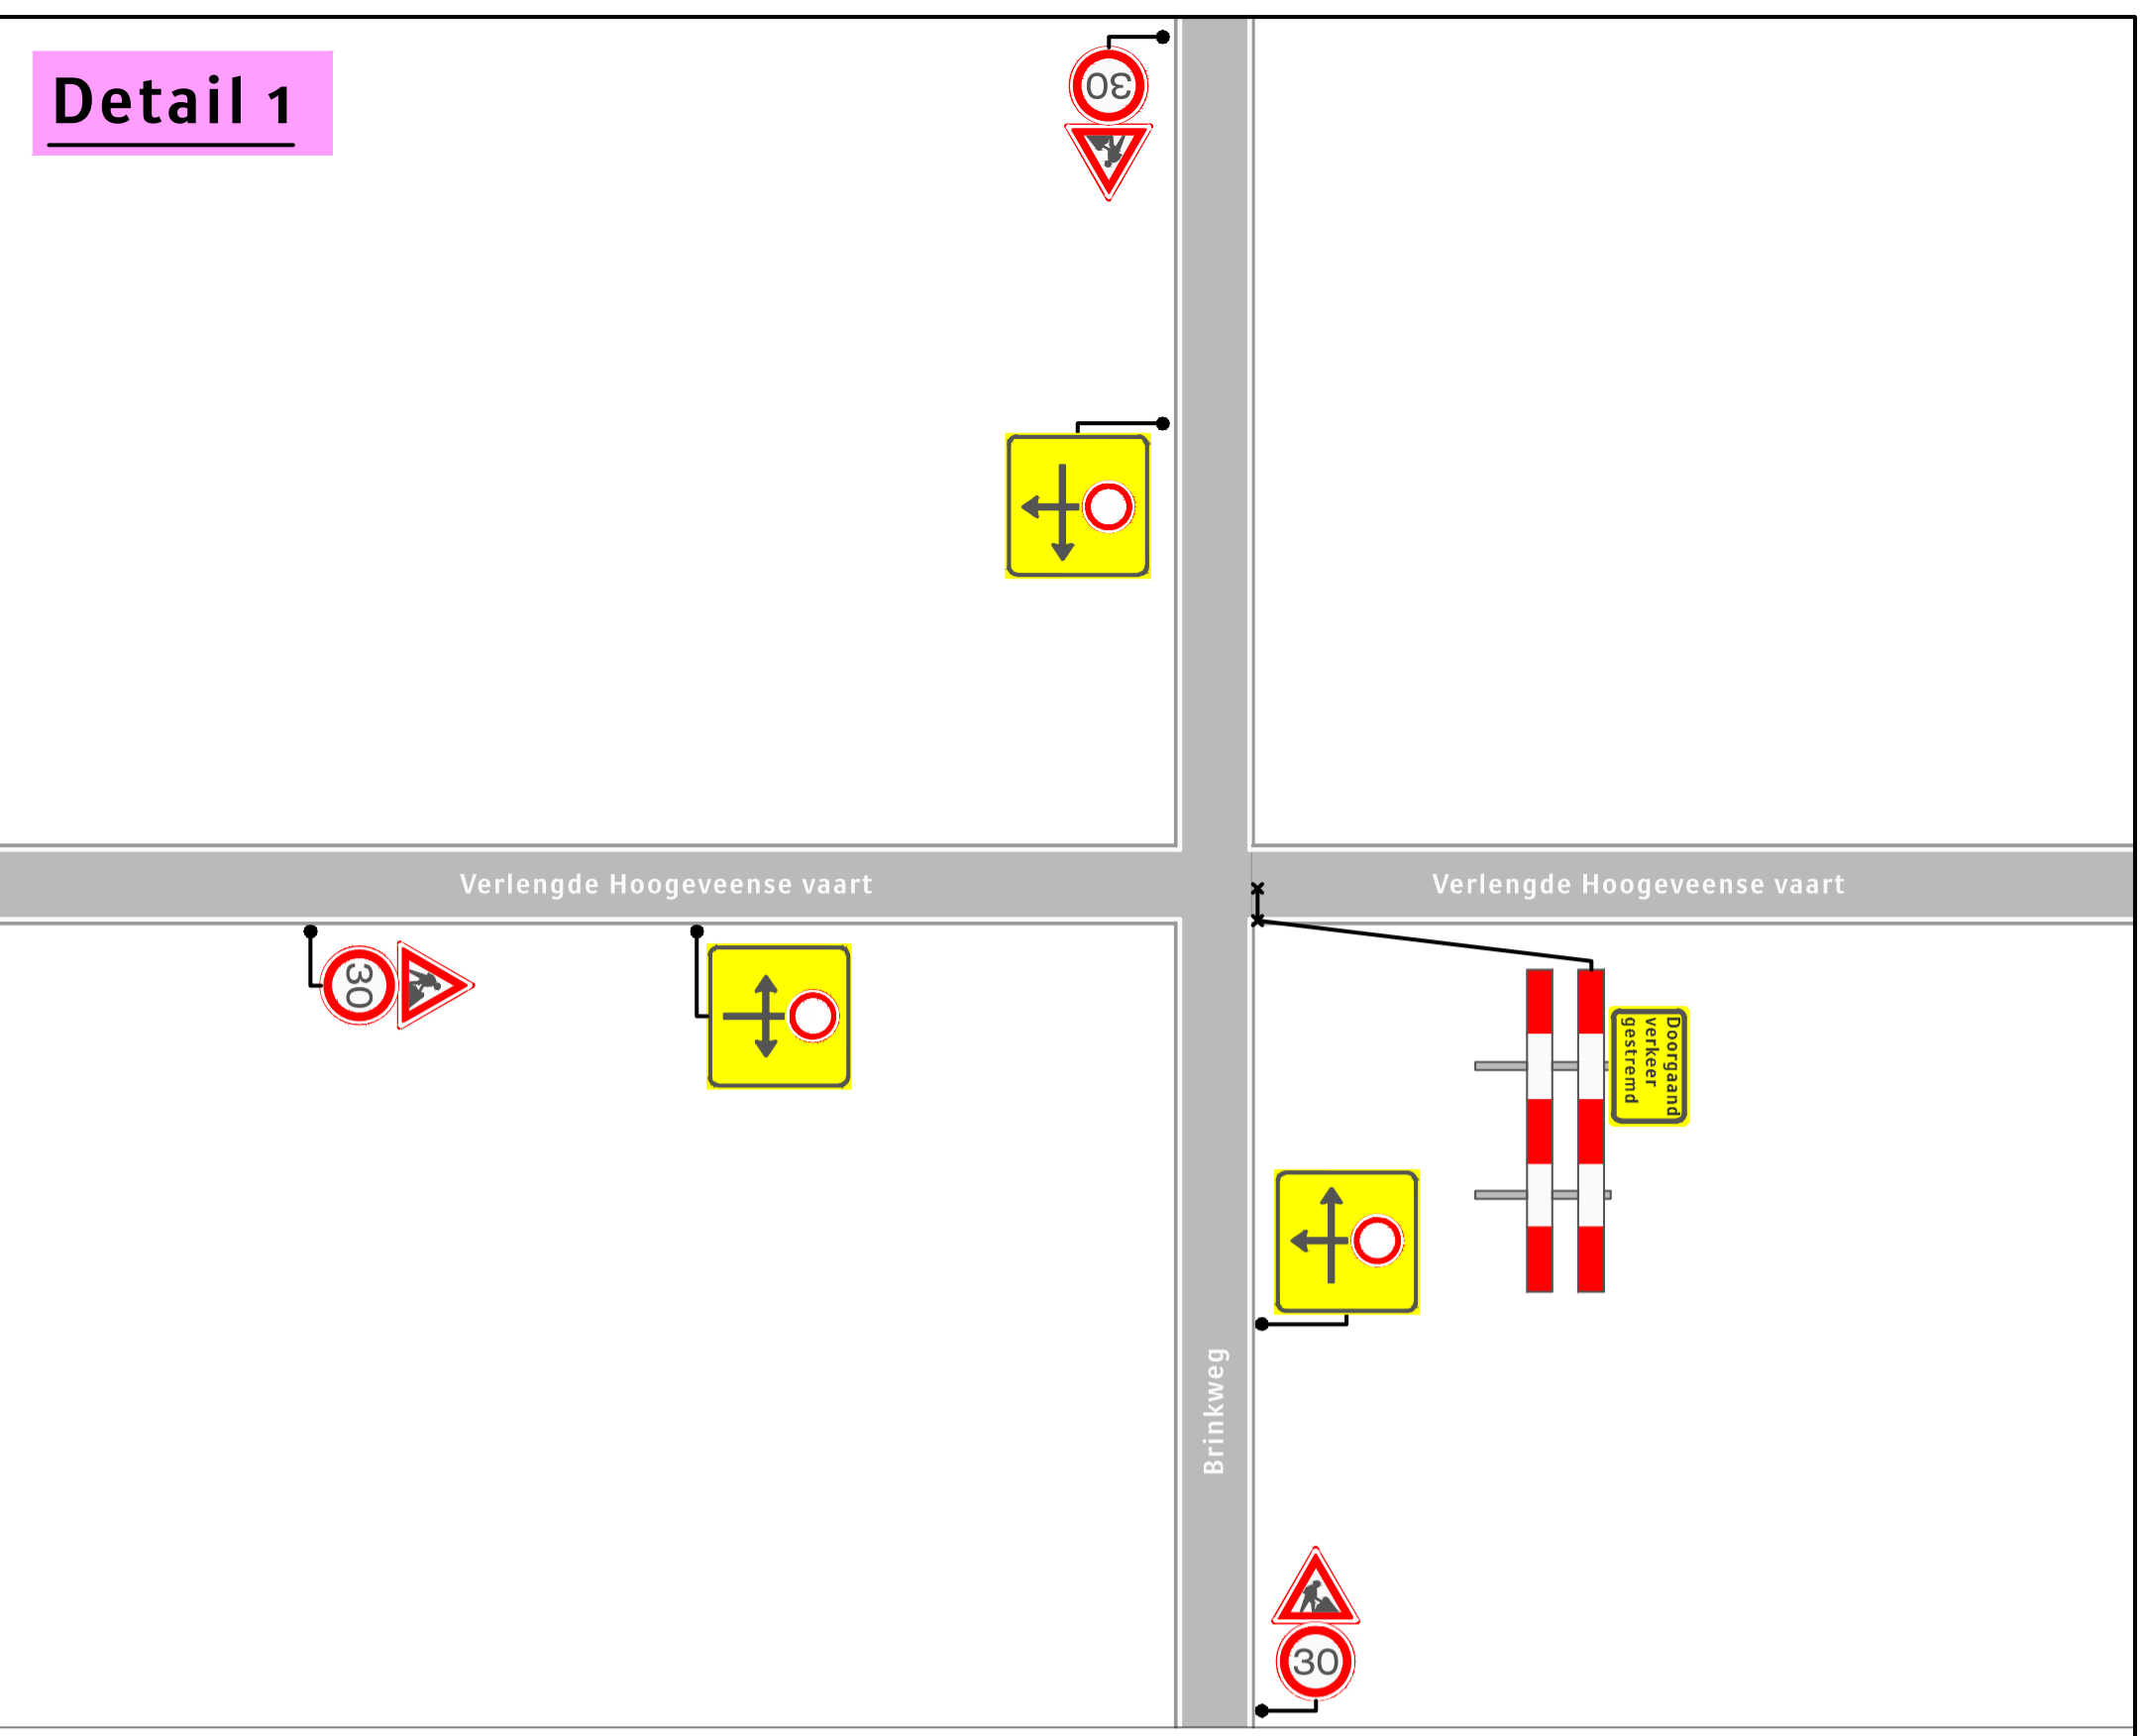 Detail 1
30
Verlengde Hoogeveense vaart
Verlengde Hoogeveense vaart
30
Doorgaand
verkeer
gestremd
Brinkweg
30